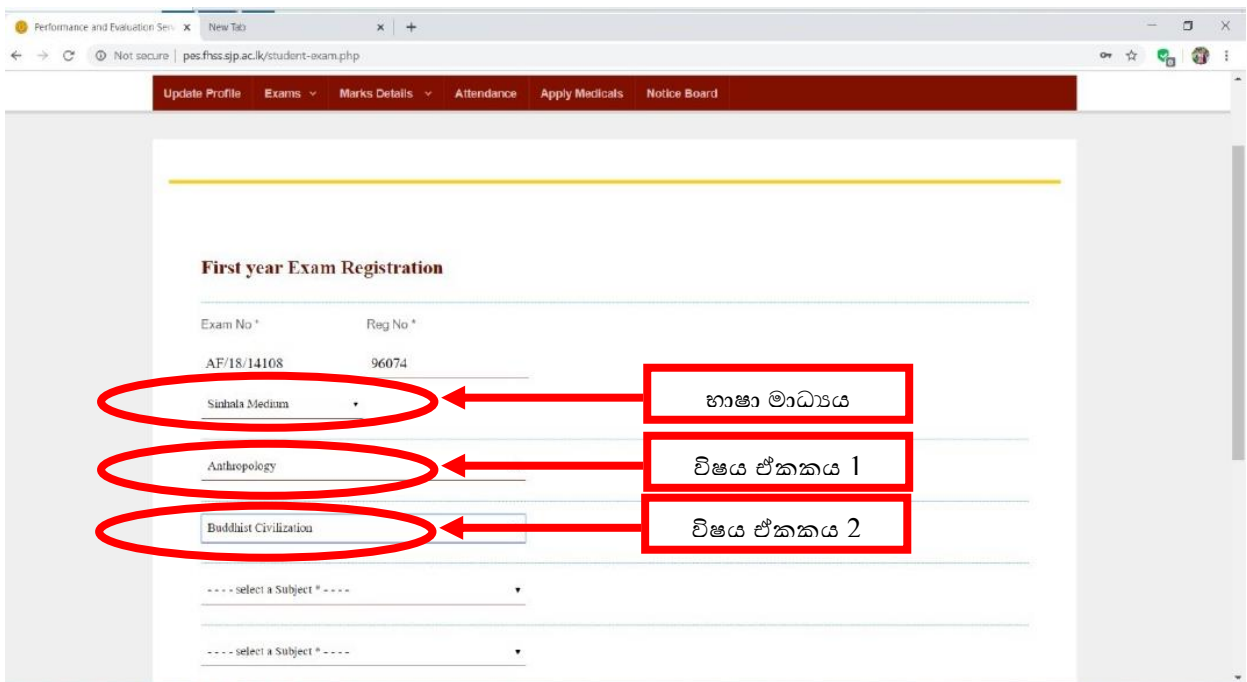 Performance and Evaluation Serv
New Tab
Not secure | pes.fhss.sjp.ac.lk/student-exam.php
Update Profile Exams Marks Details Attendance Apply Medicals Notice Board
First year Exam Registration
Exam No * Reg No *
AF/18/14108 96074
Sinhala Medium
භාෂා මාධ්‍යය
Anthropology
විෂය ඒකකය 1
Buddhist Civilization
විෂය ඒකකය 2
- - - - select a Subject * - - - -
- - - - select a Subject * - - - -